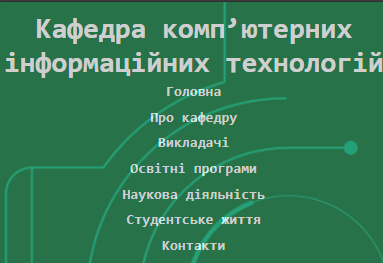 Кафедра комп’ютерних
інформаційних технологій
Головна
Про кафедру
Викладачі
Освітні програми
Наукова діяльність
Студентське життя
Контакти